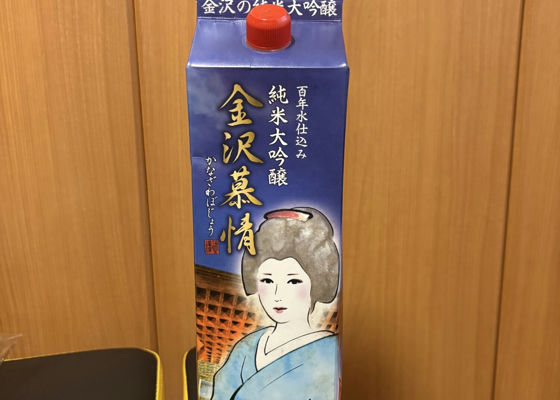 金沢の純米大吟醸
百年水仕込み
純米大吟醸
金沢慕情
かなざわぼじょう